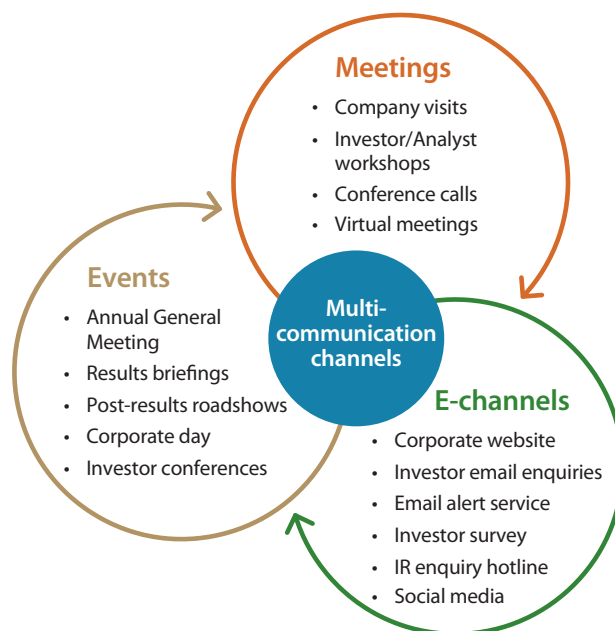 Meetings
• Company visits
• Investor/Analyst
workshops
• Conference calls
• Virtual meetings
Events
• Annual General
Meeting
• Results briefings
• Post-results roadshows
• Corporate day
• Investor conferences
Multi-
communication
channels
E-channels
• Corporate website
• Investor email enquiries
• Email alert service
• Investor survey
• IR enquiry hotline
• Social media